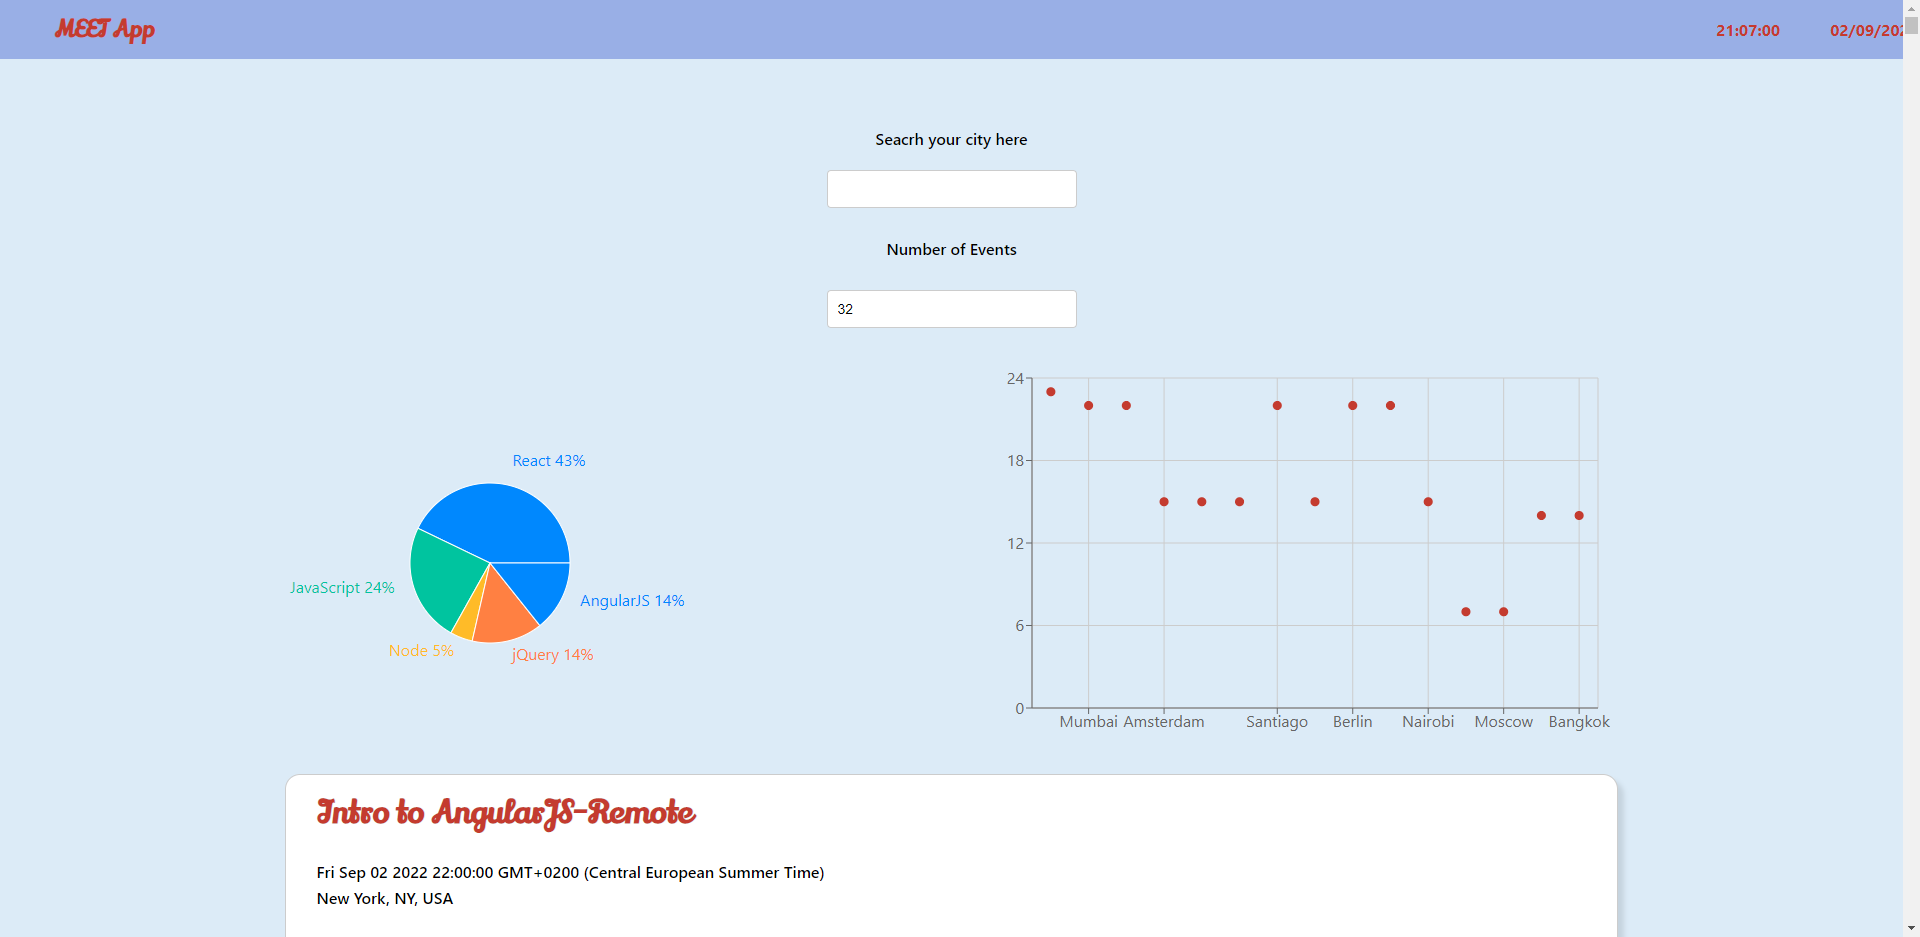 MEET App
21:07:00
02/09/202
Seacrh your city here
Number of Events
32
React 43%
JavaScript 24%
AngularJS 14%
Node 5%
jQuery 14%
24
18
12
6
0
Mumbai Amsterdam Santiago Berlin Nairobi Moscow Bangkok
Intro to AngularJS-Remote
Fri Sep 02 2022 22:00:00 GMT+0200 (Central European Summer Time)
New York, NY, USA